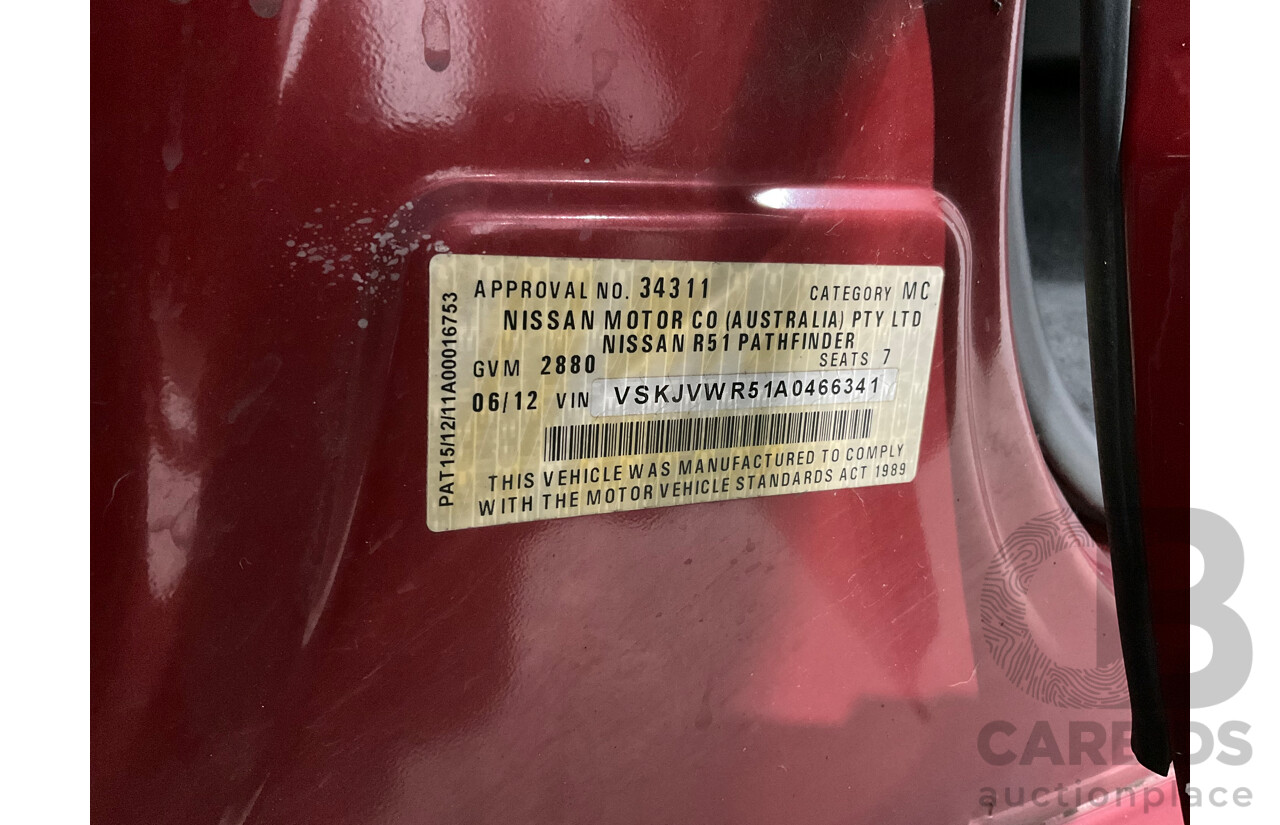 APPROVAL NO. 34311 CATEGORY MC
NISSAN MOTOR CO (AUSTRALIA) PTY LTD
NISSAN R51 PATHFINDER
GVM 2880 SEATS 7
06/12 VIN VSKJVWR51A0466341
THIS VEHICLE WAS MANUFACTURED TO COMPLY
WITH THE MOTOR VEHICLE STANDARDS ACT 1989
PAT15/12/11A00016753
CARBIDS
auctionplace